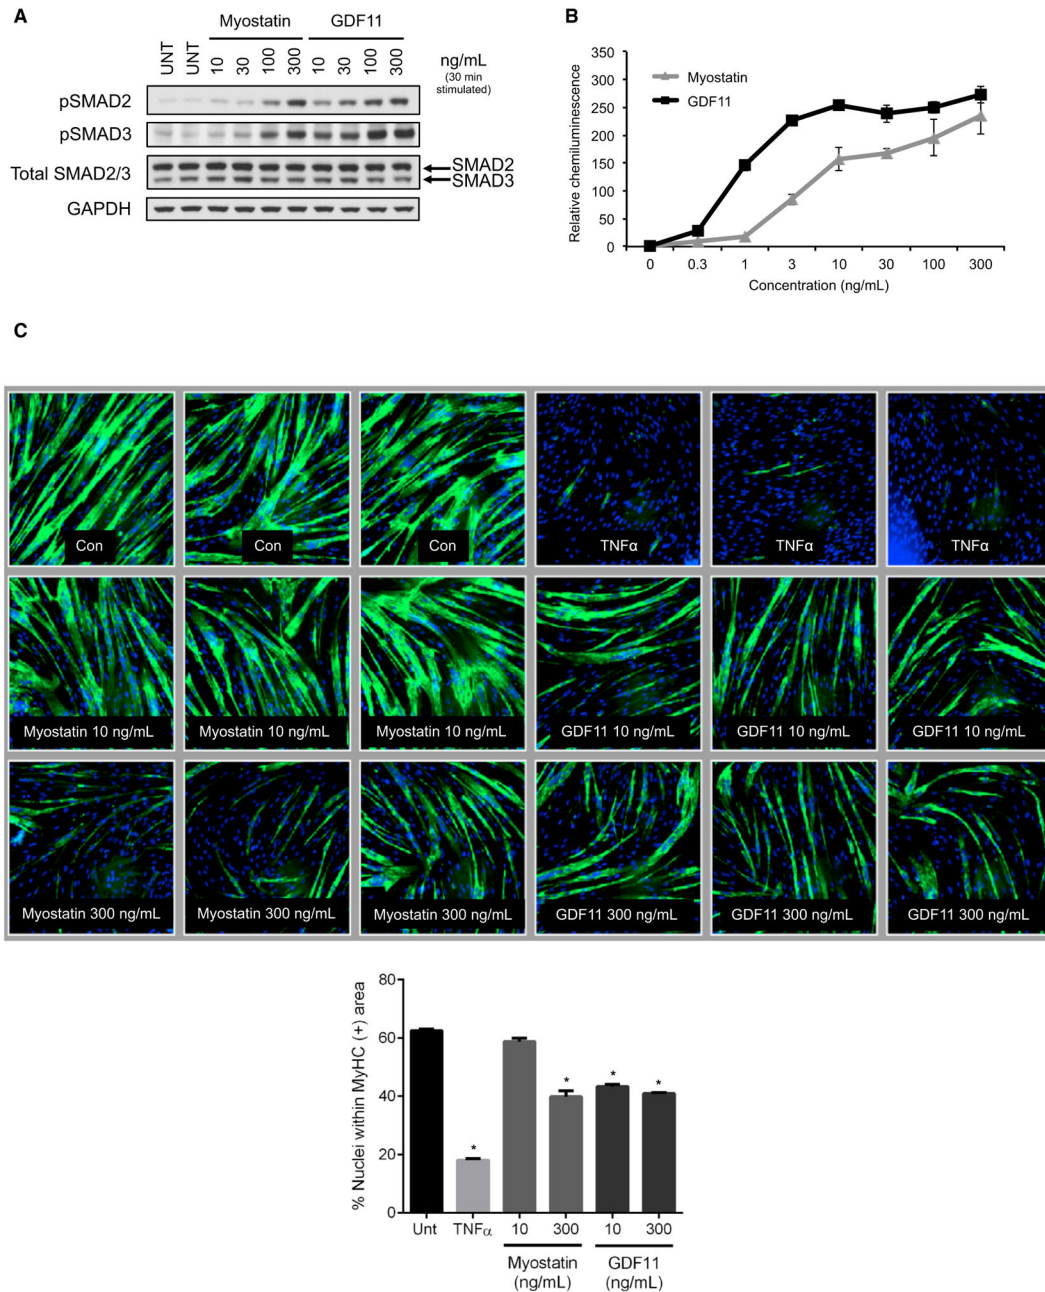 A
Myostatin GDF11
UNT UNT 10 30 100 300 10 30 100 300 ng/mL
(30 min
stimulated)
pSMAD2
pSMAD3
Total SMAD2/3
SMAD2
SMAD3
GAPDH
B
350
300
250
200
150
100
50
0
Relative chemiluminescence
Myostatin
GDF11
0 0.3 1 3 10 30 100 300
Concentration (ng/mL)
C
Con Con Con TNFα TNFα TNFα
Myostatin 10 ng/mL Myostatin 10 ng/mL Myostatin 10 ng/mL GDF11 10 ng/mL GDF11 10 ng/mL GDF11 10 ng/mL
Myostatin 300 ng/mL Myostatin 300 ng/mL Myostatin 300 ng/mL GDF11 300 ng/mL GDF11 300 ng/mL GDF11 300 ng/mL
% Nuclei within MyHC (+) area
80
60
40
20
0
* * * *
Unt TNFα 10 300 10 300
Myostatin GDF11
(ng/mL) (ng/mL)